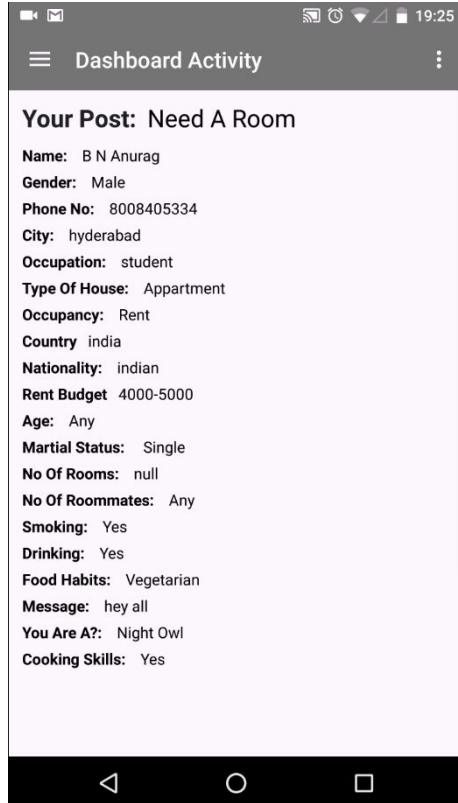 19:25
Dashboard Activity
Your Post: Need A Room
Name: B N Anurag
Gender: Male
Phone No: 8008405334
City: hyderabad
Occupation: student
Type Of House: Appartment
Occupancy: Rent
Country india
Nationality: indian
Rent Budget 4000-5000
Age: Any
Martial Status: Single
No Of Rooms: null
No Of Roommates: Any
Smoking: Yes
Drinking: Yes
Food Habits: Vegetarian
Message: hey all
You Are A?: Night Owl
Cooking Skills: Yes